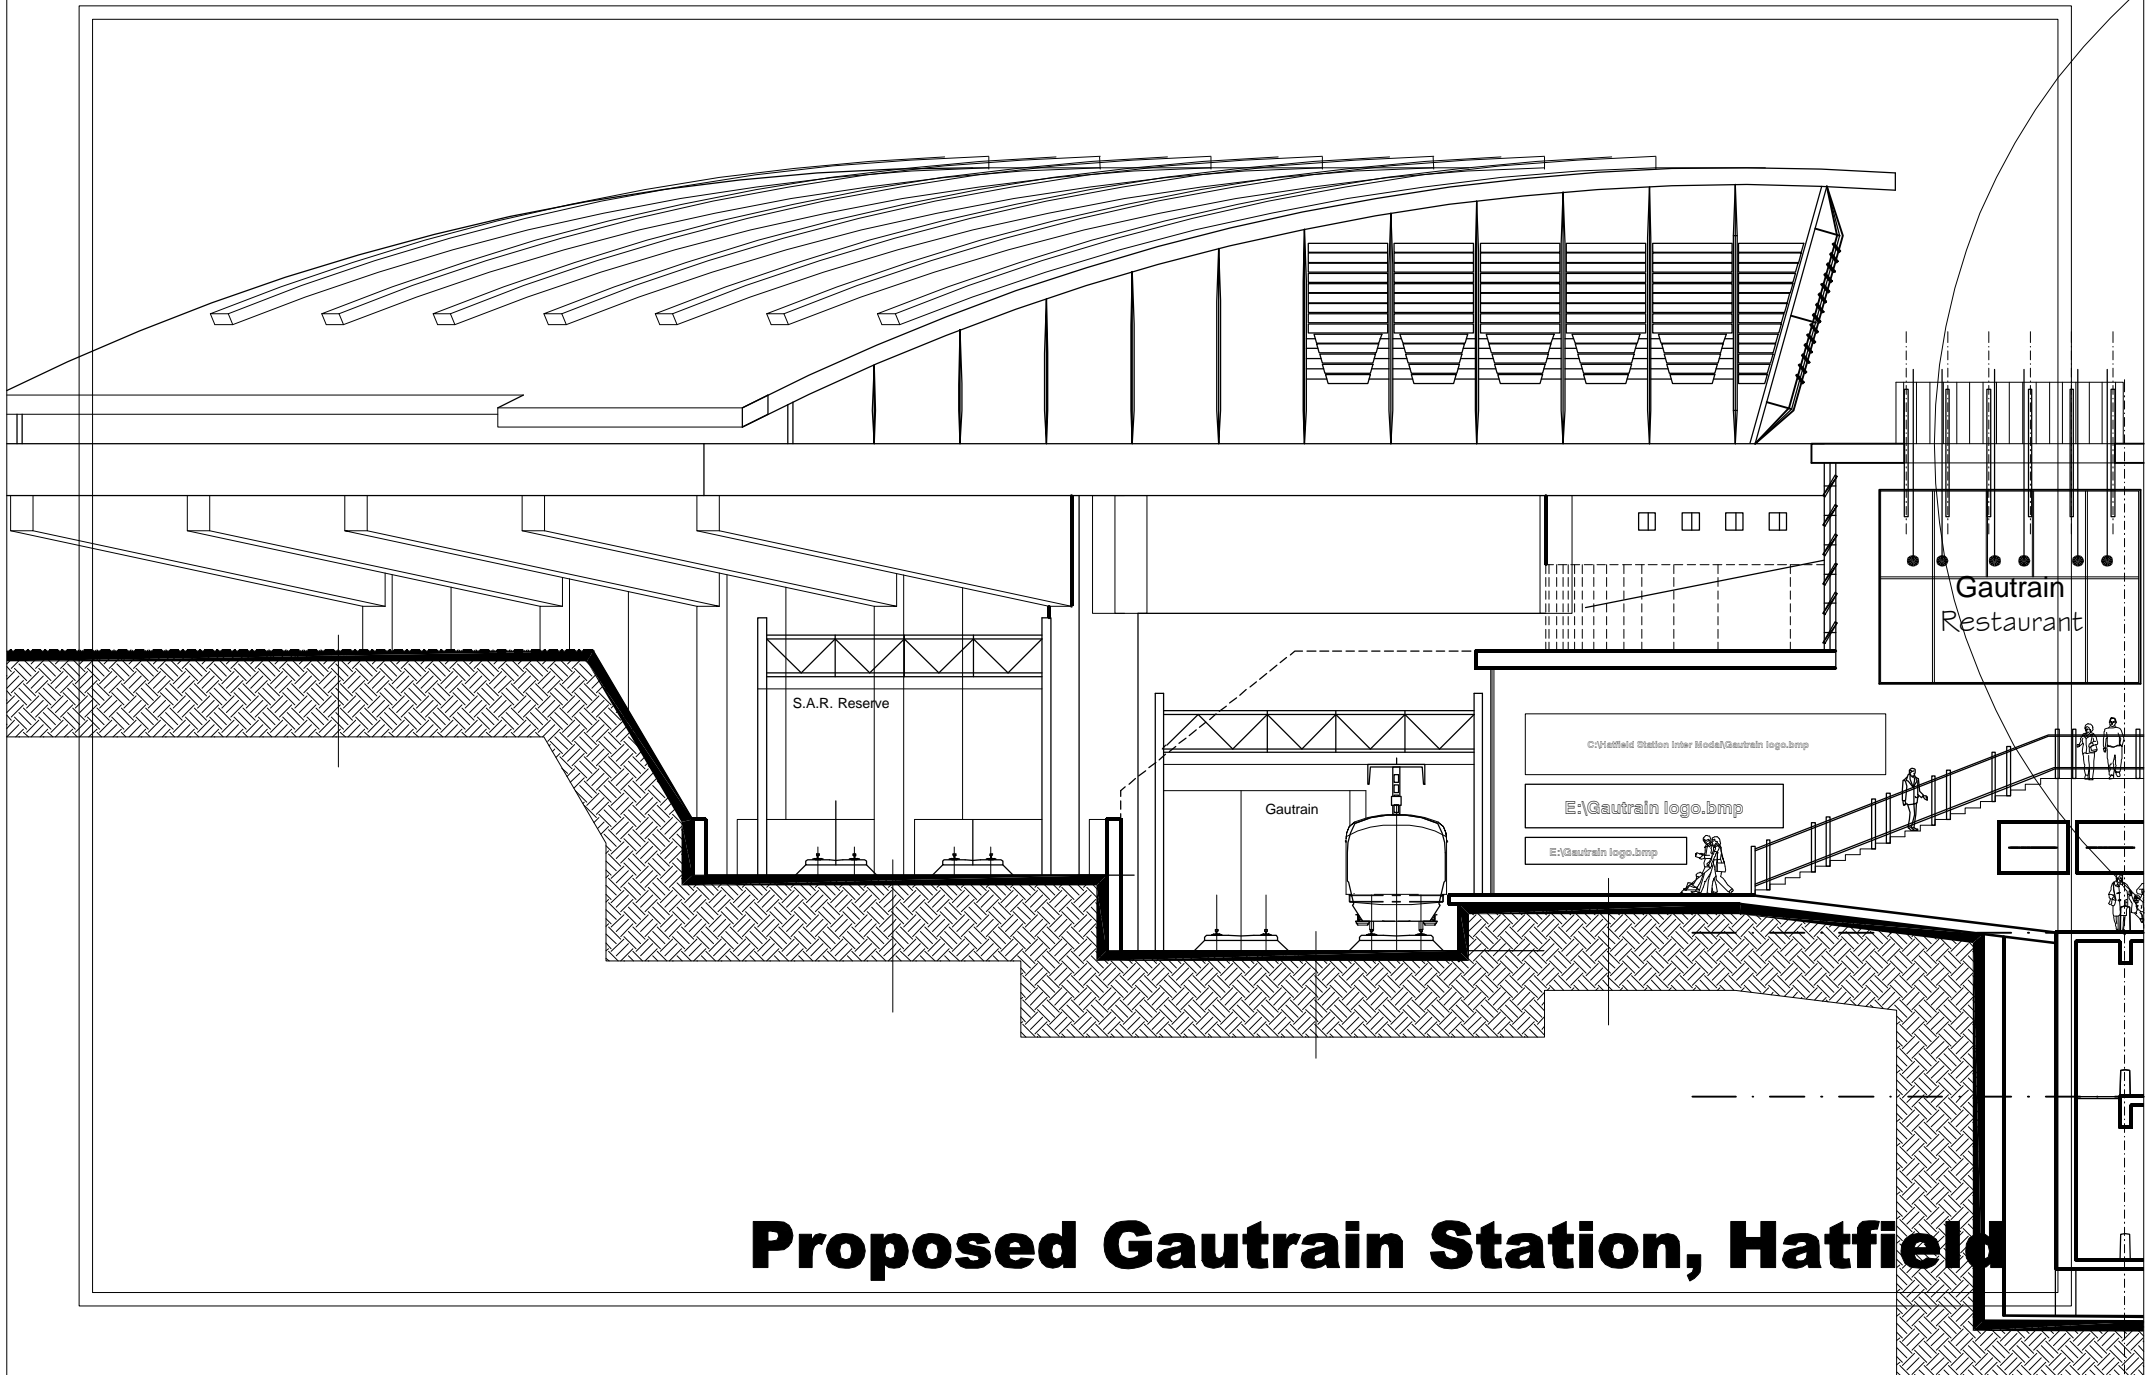 Gautrain
Restaurant
S.A.R. Reserve
C:\Hatfield Station Inter Modal\Gautrain logo.bmp
E:\Gautrain logo.bmp
Gautrain
E:\Gautrain logo.bmp
Proposed Gautrain Station, Hatfield